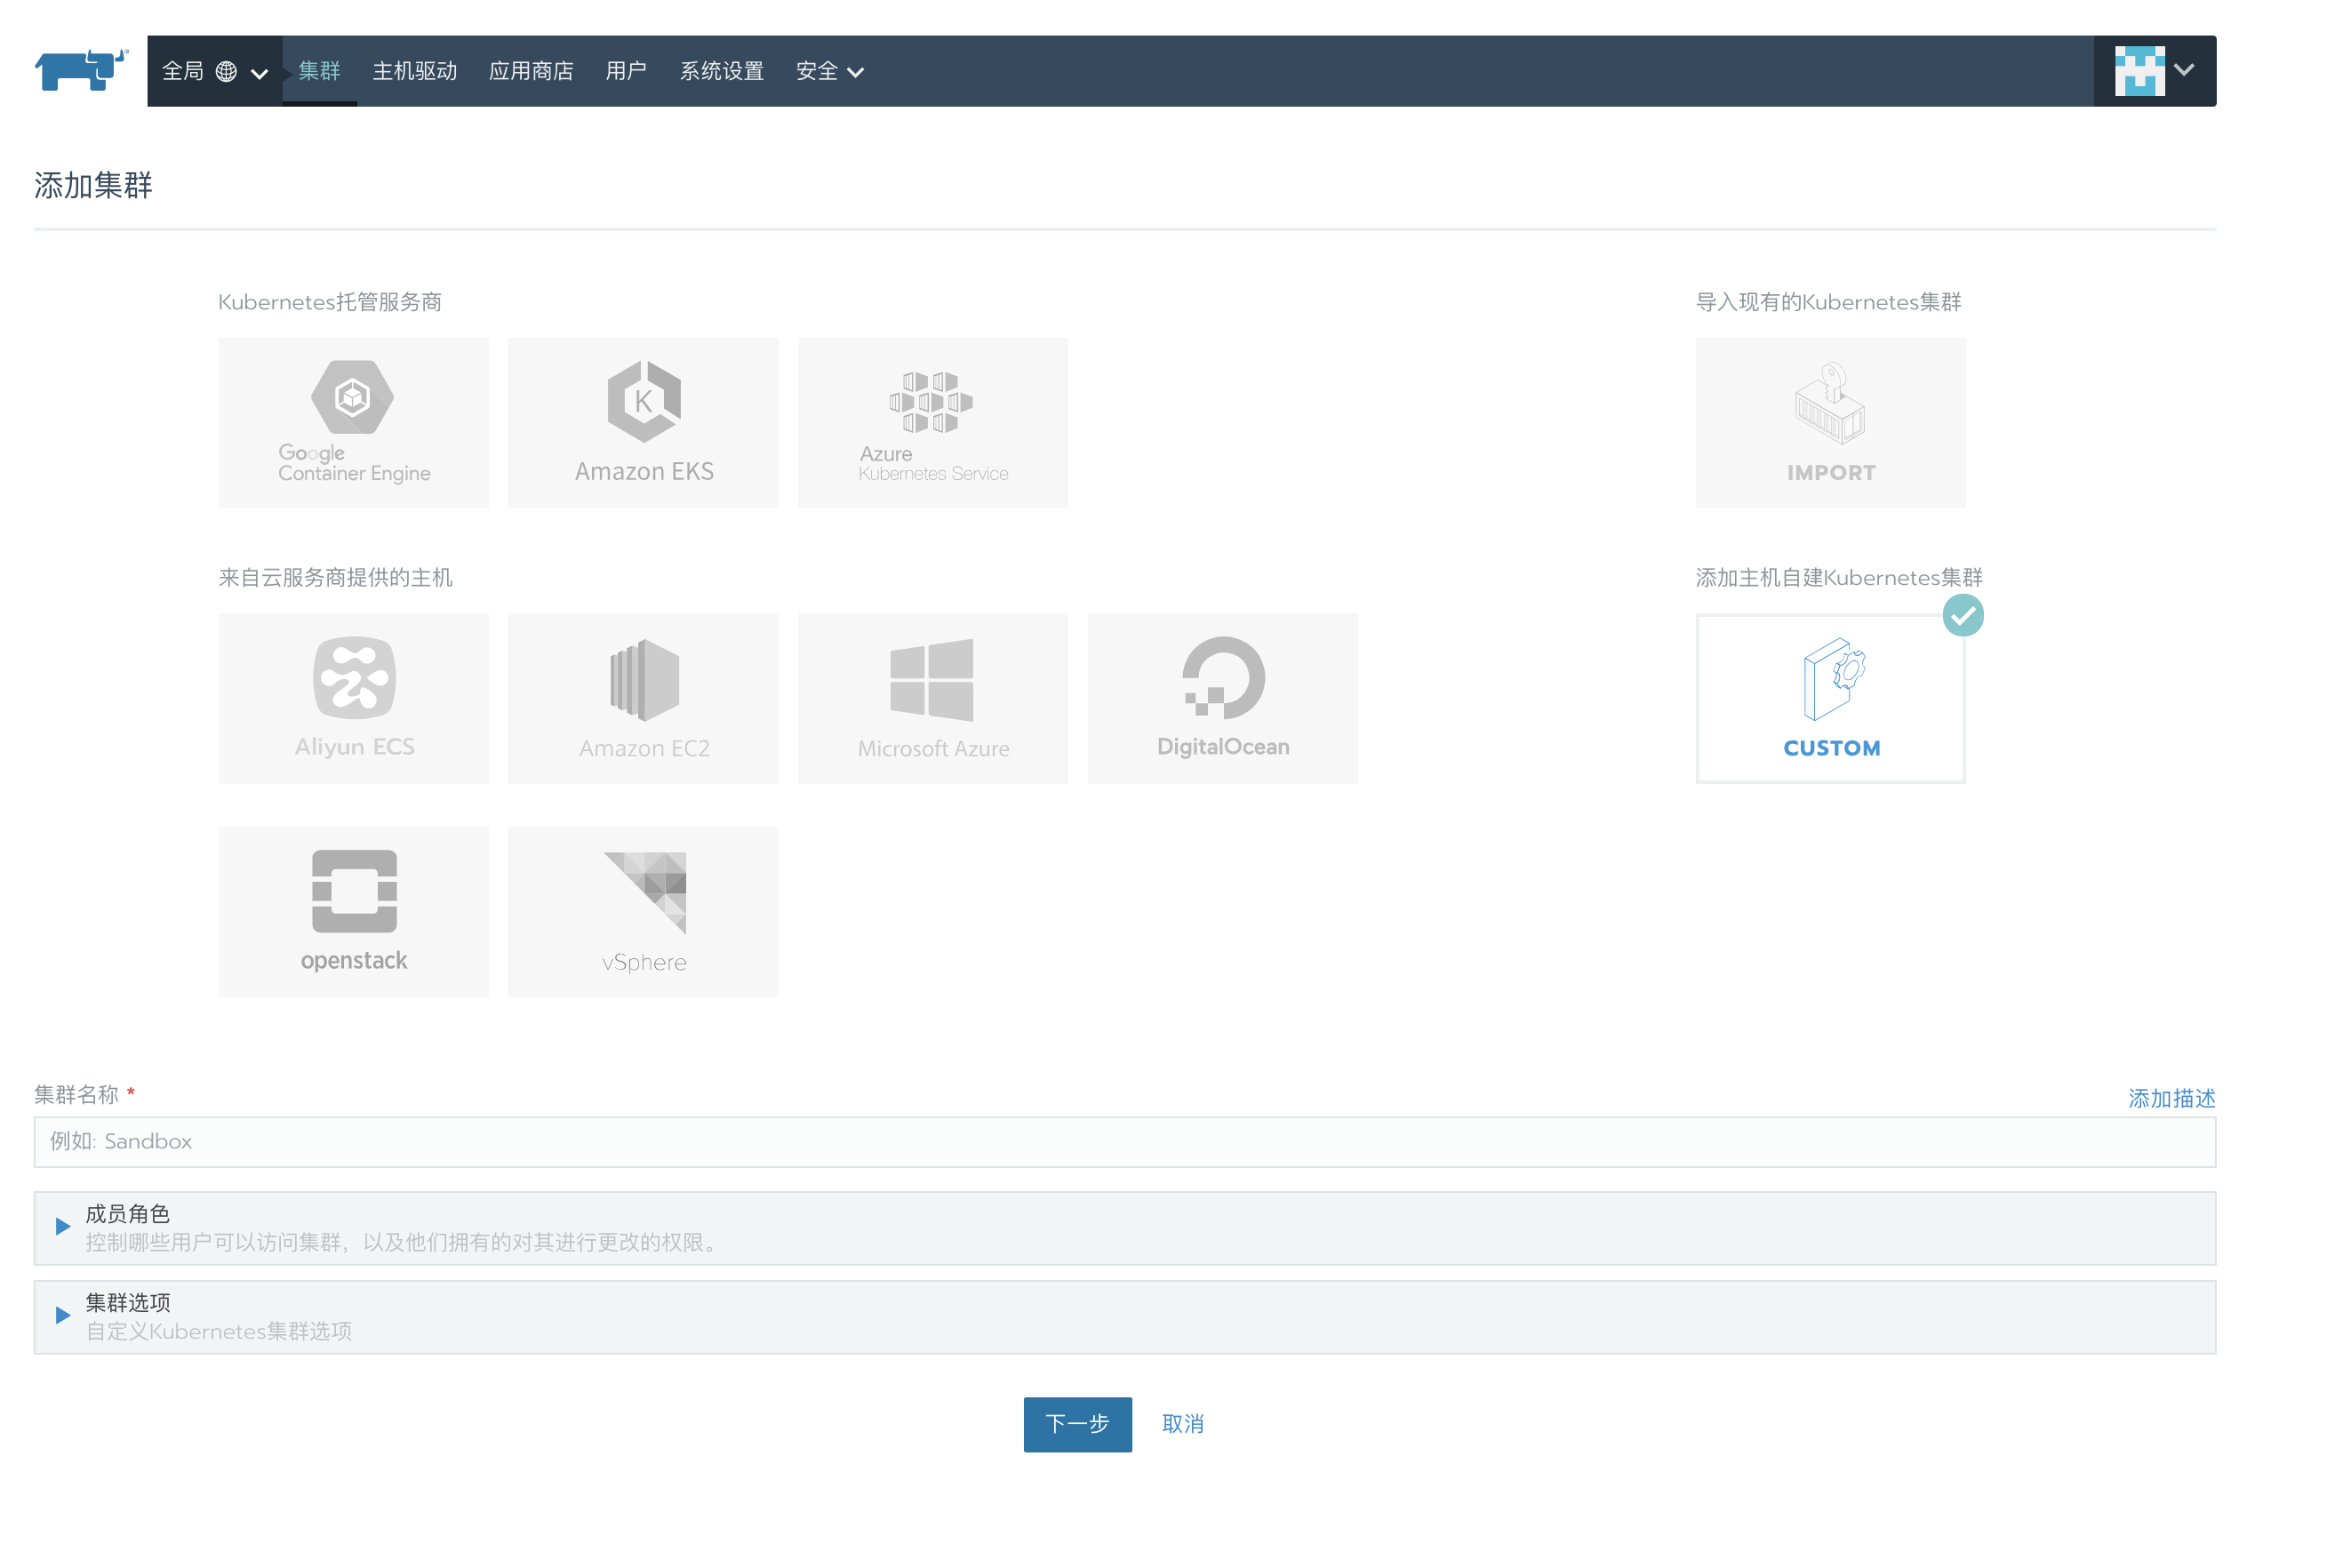 全局 集群 主机驱动 应用商店 用户 系统设置 安全
添加集群
Kubernetes托管服务商
导入现有的Kubernetes集群
Google
Container Engine
K
Amazon EKS
Azure
Kubernetes Service
IMPORT
来自云服务商提供的主机
添加主机自建Kubernetes集群
Aliyun ECS
Amazon EC2
Microsoft Azure
DigitalOcean
CUSTOM
openstack
vSphere
集群名称 *
添加描述
例如: Sandbox
成员角色
控制哪些用户可以访问集群，以及他们拥有的对其进行更改的权限。
集群选项
自定义Kubernetes集群选项
下一步 取消